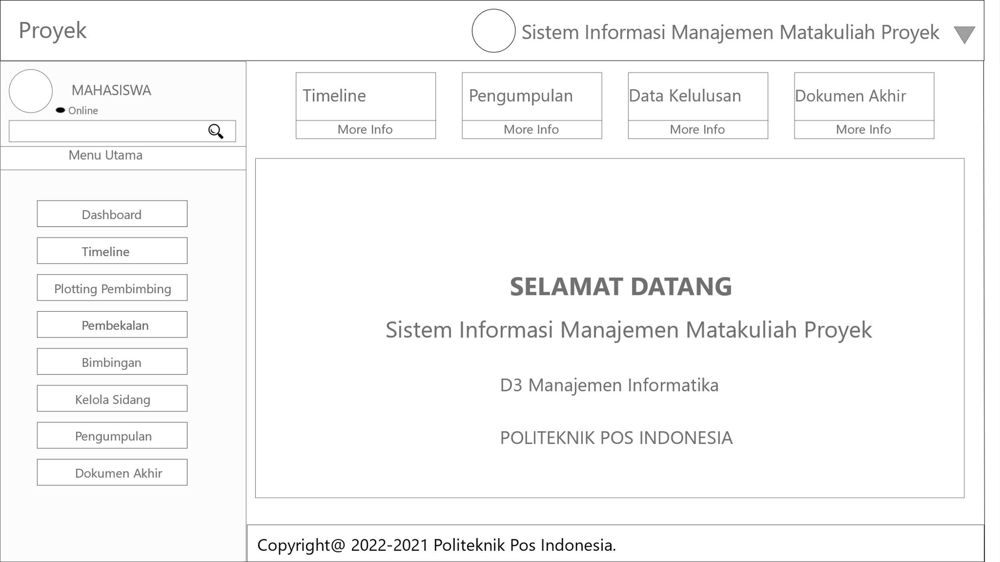 Proyek
Sistem Informasi Manajemen Matakuliah Proyek
MAHASISWA
Online
Menu Utama
Dashboard
Timeline
Plotting Pembimbing
Pembekalan
Bimbingan
Kelola Sidang
Pengumpulan
Dokumen Akhir
Timeline
More Info
Pengumpulan
More Info
Data Kelulusan
More Info
Dokumen Akhir
More Info
SELAMAT DATANG
Sistem Informasi Manajemen Matakuliah Proyek
D3 Manajemen Informatika
POLITEKNIK POS INDONESIA
Copyright@ 2022-2021 Politeknik Pos Indonesia.